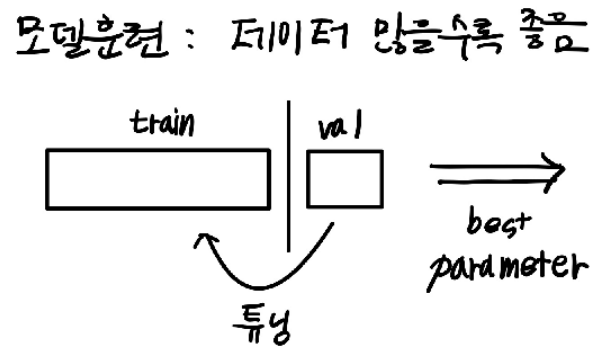 모델훈련 : 데이터 많을수록 좋음
train
val
튜닝
best
parameter